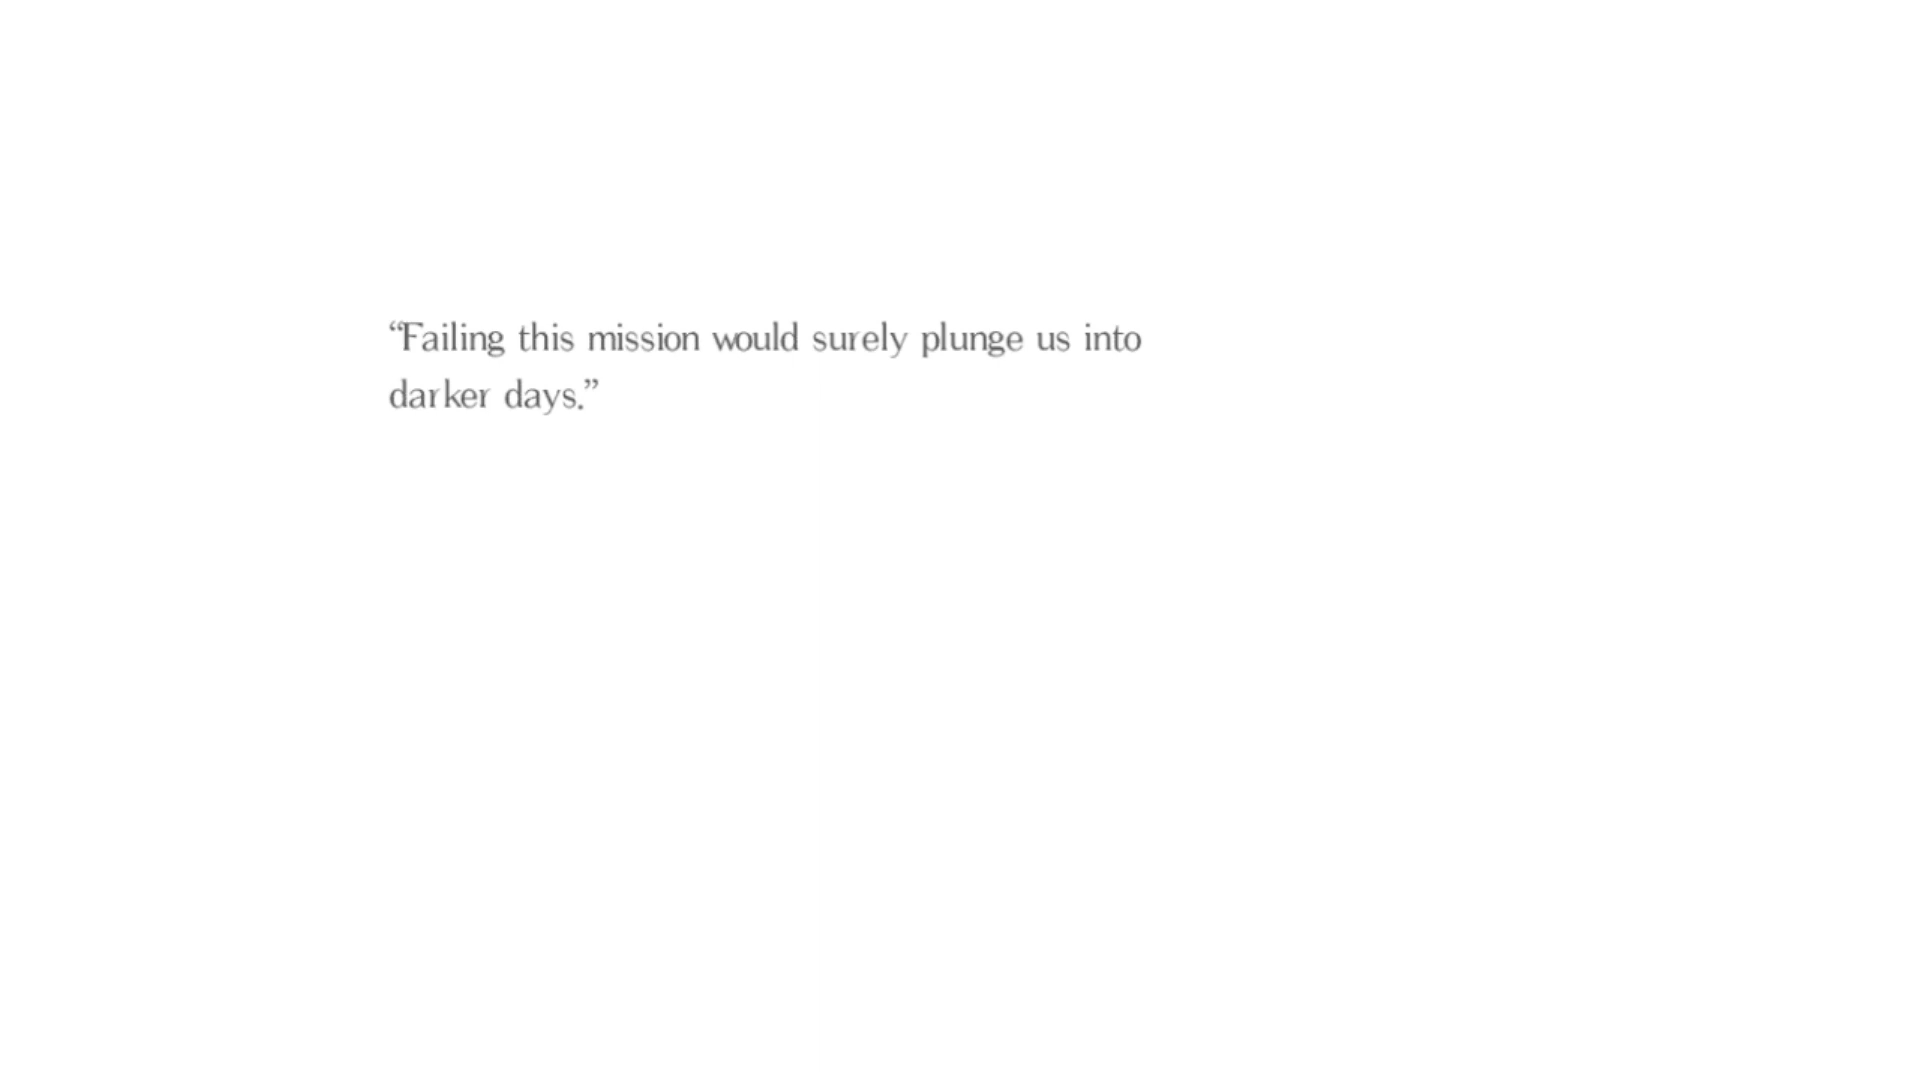 “Failing this mission would surely plunge us into
darker days.”